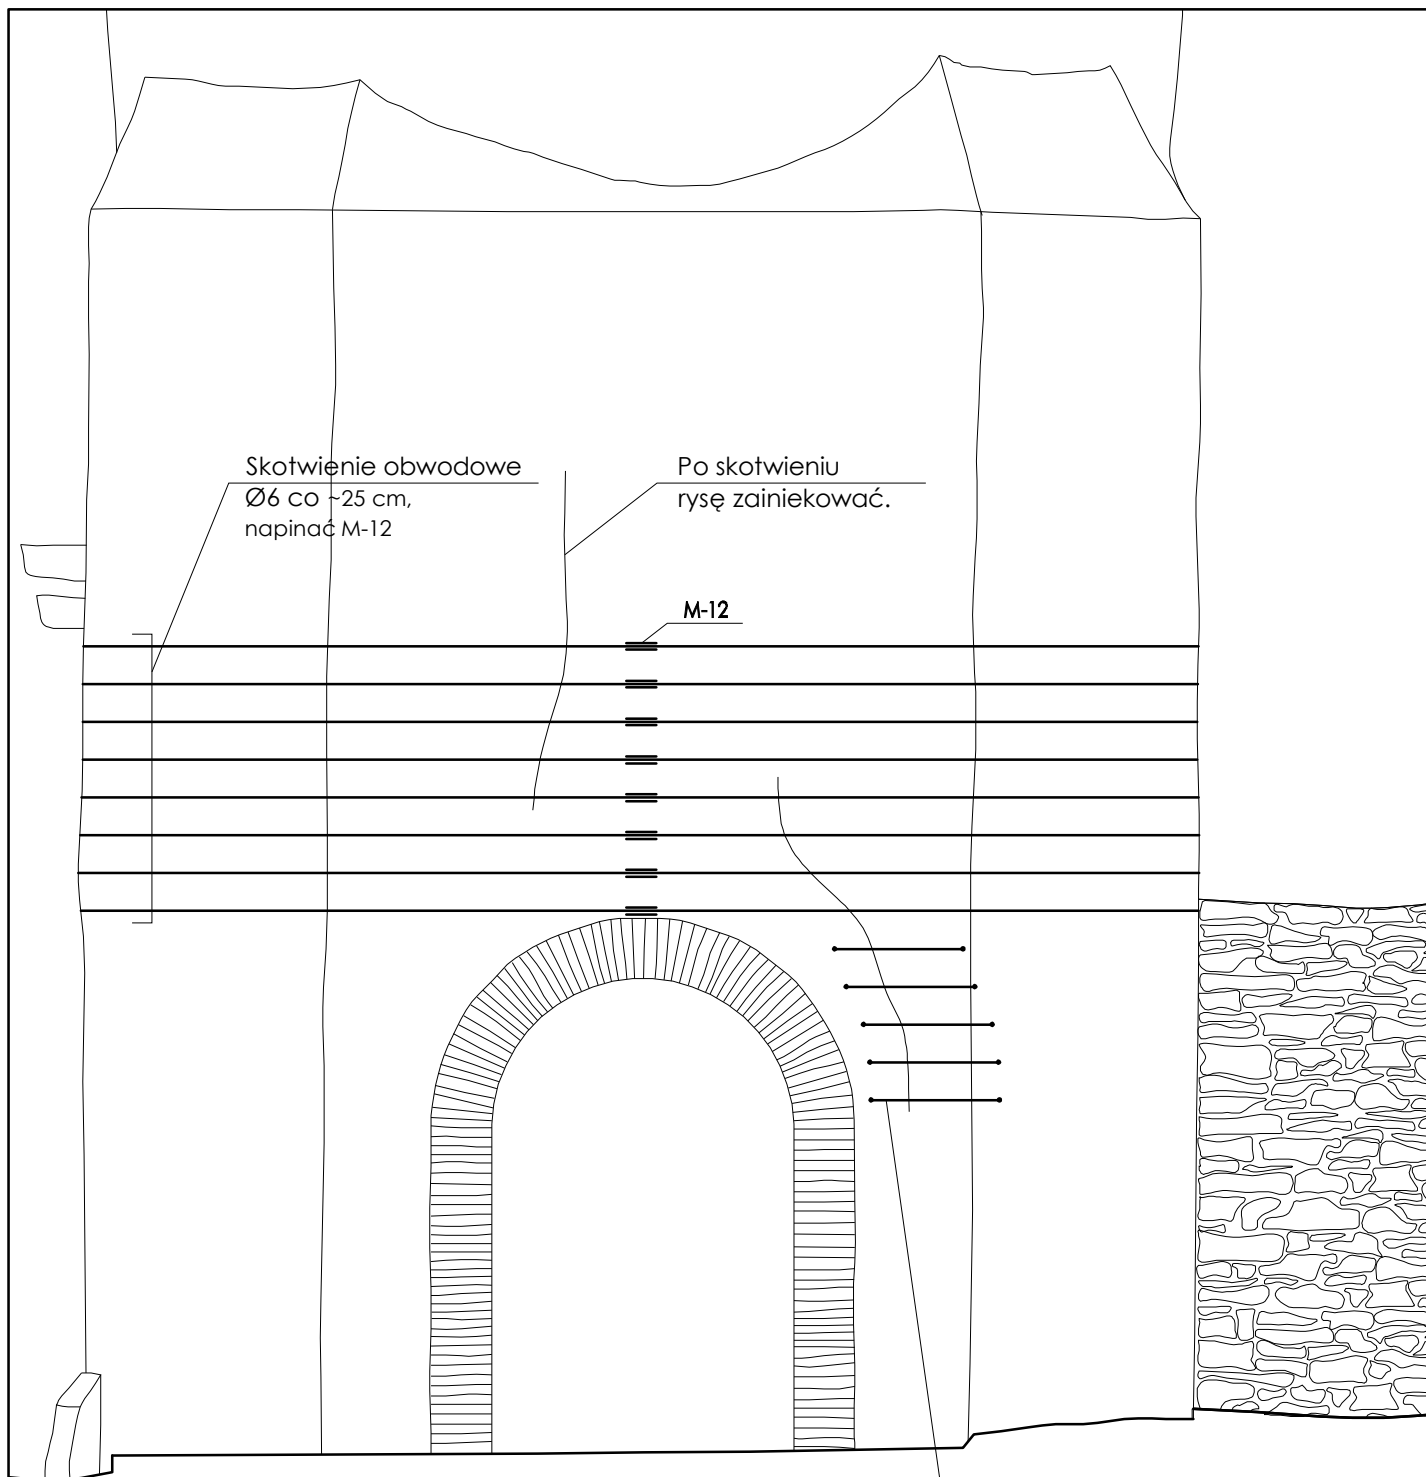 Skotwienie obwodowe
Ø6 co ~25 cm,
napinać M-12
Po skotwieniu
rysę zainiekować.
M-12